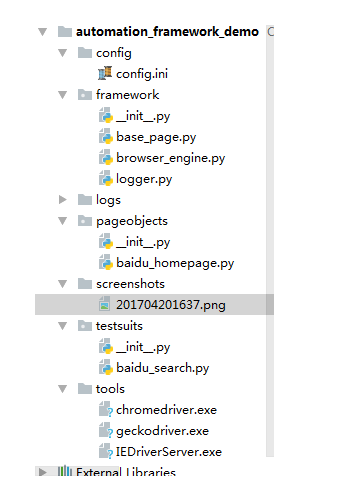 automation_framework_demo C
config
config.ini
framework
__init__.py
base_page.py
browser_engine.py
logger.py
logs
pageobjects
__init__.py
baidu_homepage.py
screenshots
201704201637.png
testsuits
__init__.py
baidu_search.py
tools
chromedriver.exe
geckodriver.exe
IEDriverServer.exe
External Libraries